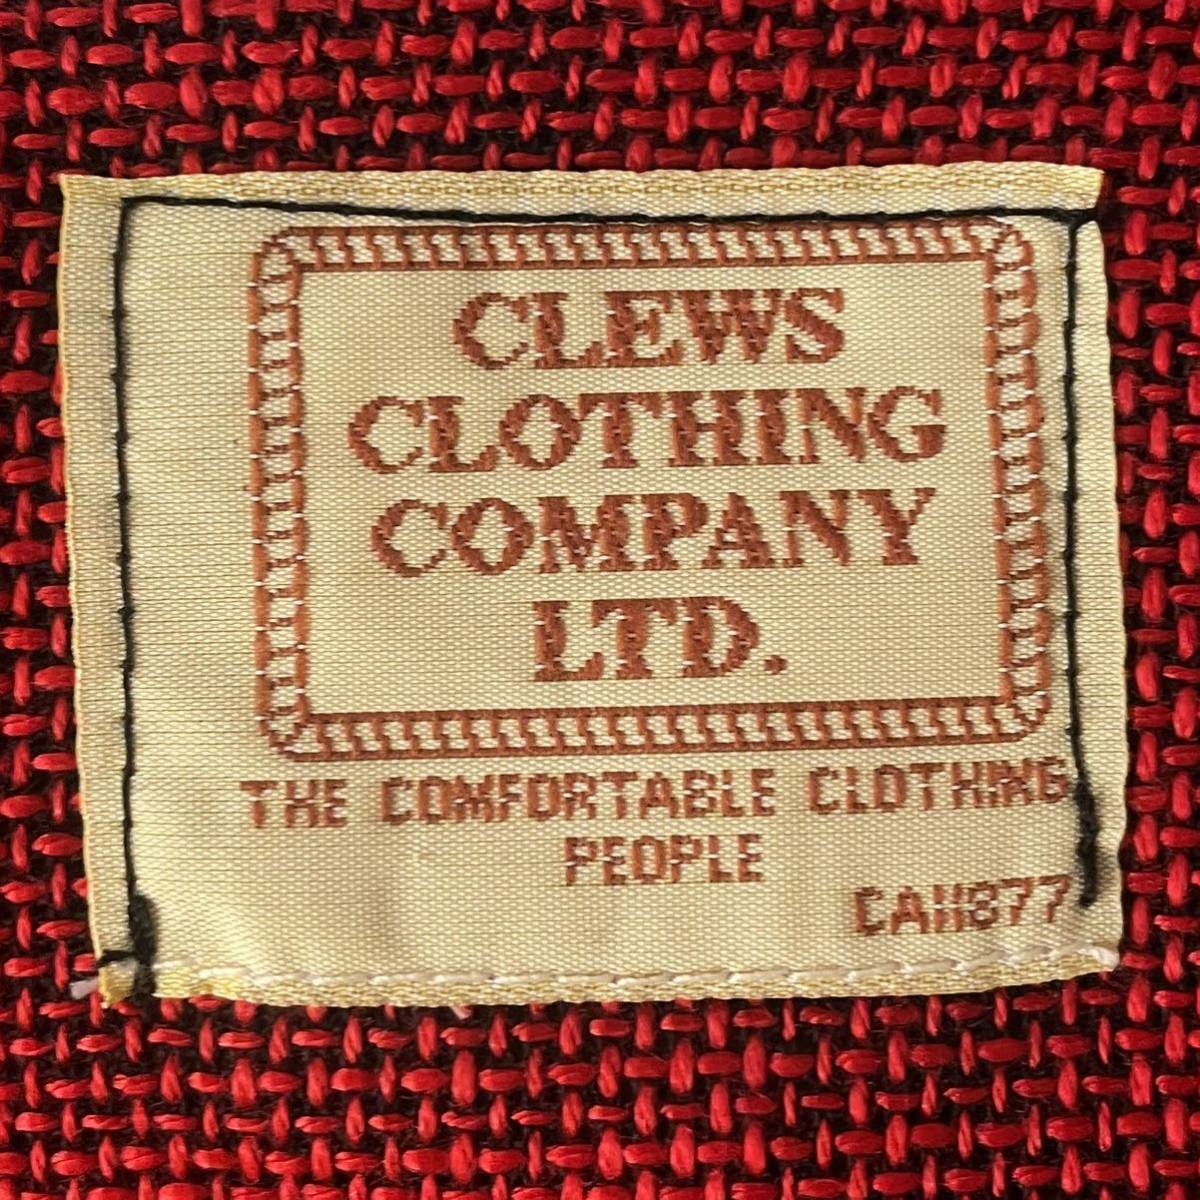 CLEWS
CLOTHING
COMPANY
LTD.
THE COMFORTABLE CLOTHING
PEOPLE
CA11877